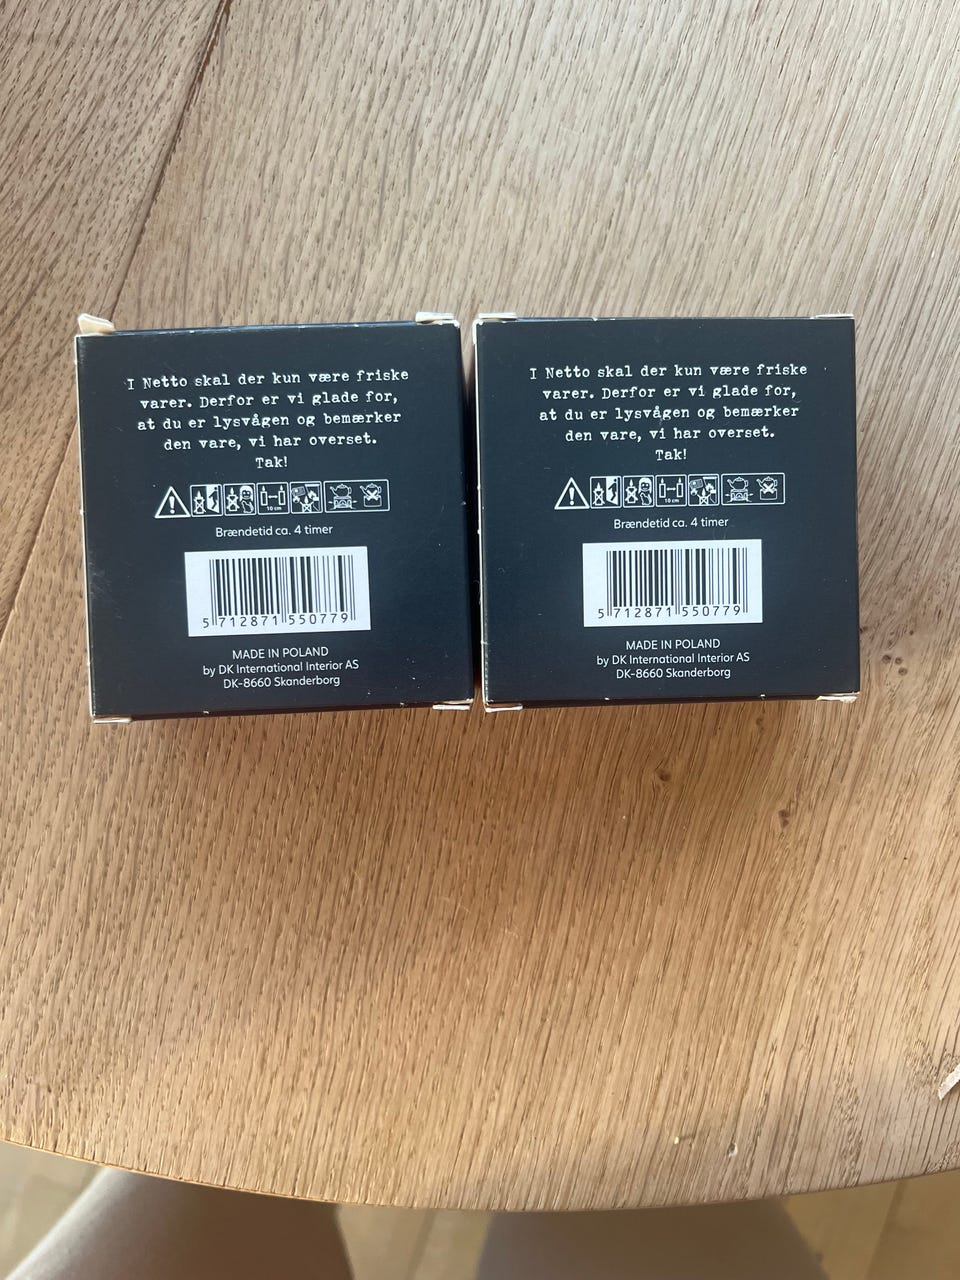 I Netto skal der kun være friske
varer. Derfor er vi glade for,
at du er lysvågen og bemærker
den vare, vi har overset.
Tak!
10 cm
Brændetid ca. 4 timer
5 712871 550779
MADE IN POLAND
by DK International Interior AS
DK-8660 Skanderborg
I Netto skal der kun være friske
varer. Derfor er vi glade for,
at du er lysvågen og bemærker
den vare, vi har overset.
Tak!
10 cm
Brændetid ca. 4 timer
5 712871 550779
MADE IN POLAND
by DK International Interior AS
DK-8660 Skanderborg